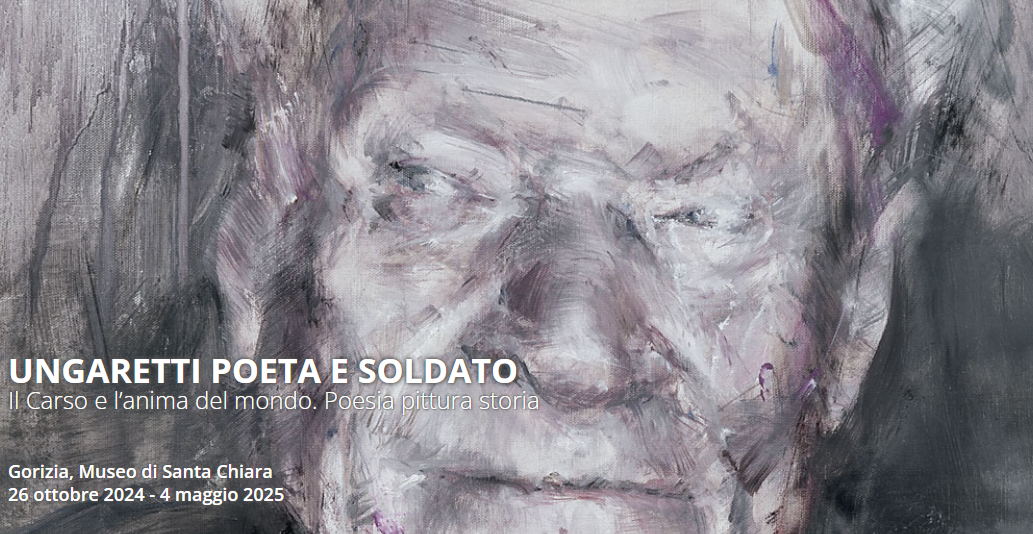 UNGARETTI POETA E SOLDATO
Il Carso e l’anima del mondo. Poesia pittura storia
Gorizia, Museo di Santa Chiara
26 ottobre 2024 - 4 maggio 2025